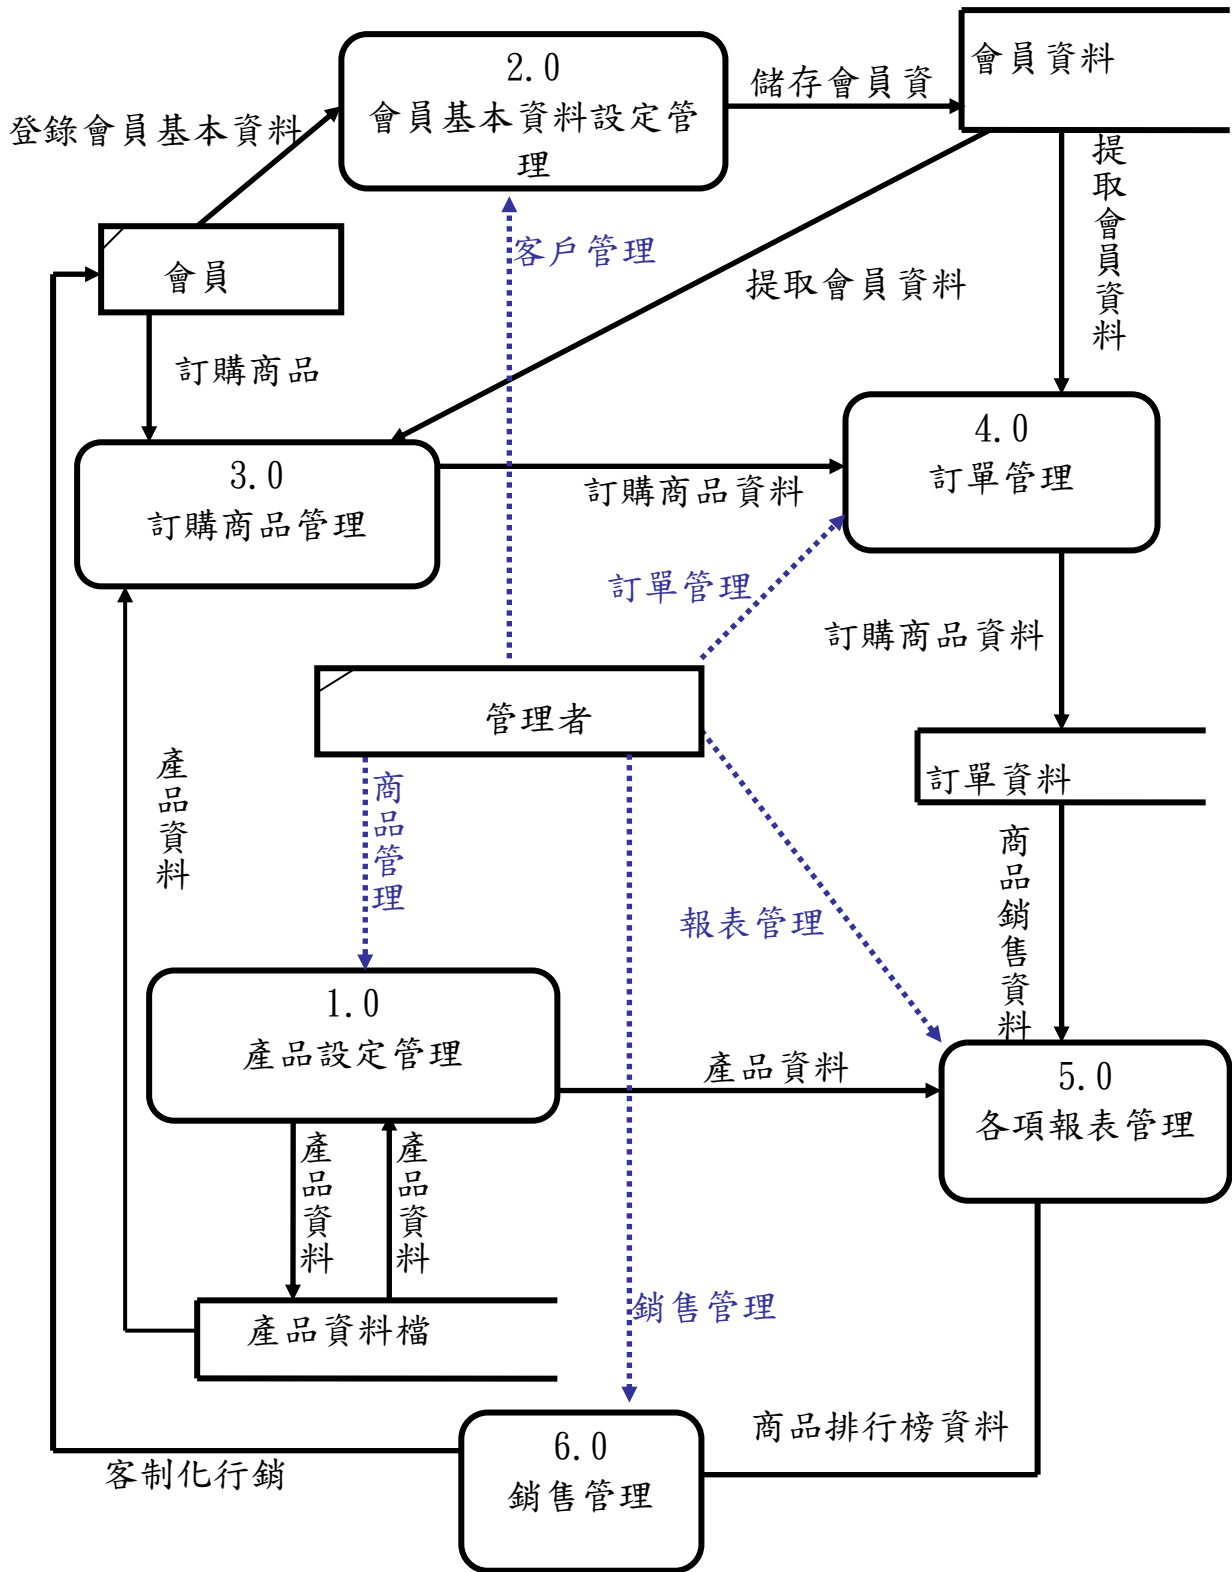 2.0
會員基本資料設定管
理
儲存會員資
會員資料
登錄會員基本資料
提取會員資料
客戶管理
提取會員資料
會員
訂購商品
4.0
訂單管理
3.0
訂購商品管理
訂購商品資料
訂單管理
訂購商品資料
管理者
產品資料
商品管理
訂單資料
商品銷售資料
報表管理
1.0
產品設定管理
產品資料
5.0
各項報表管理
產品資料
產品資料
產品資料檔
銷售管理
商品排行榜資料
6.0
銷售管理
客制化行銷